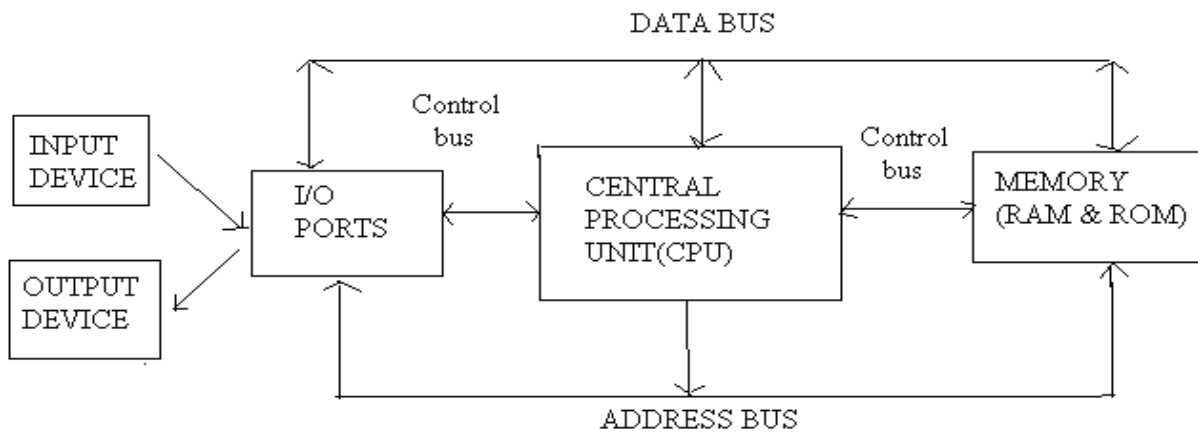 DATA BUS
Control
bus
Control
bus
INPUT
DEVICE
I/O
PORTS
CENTRAL
PROCESSING
UNIT(CPU)
MEMORY
(RAM & ROM)
OUTPUT
DEVICE
ADDRESS BUS